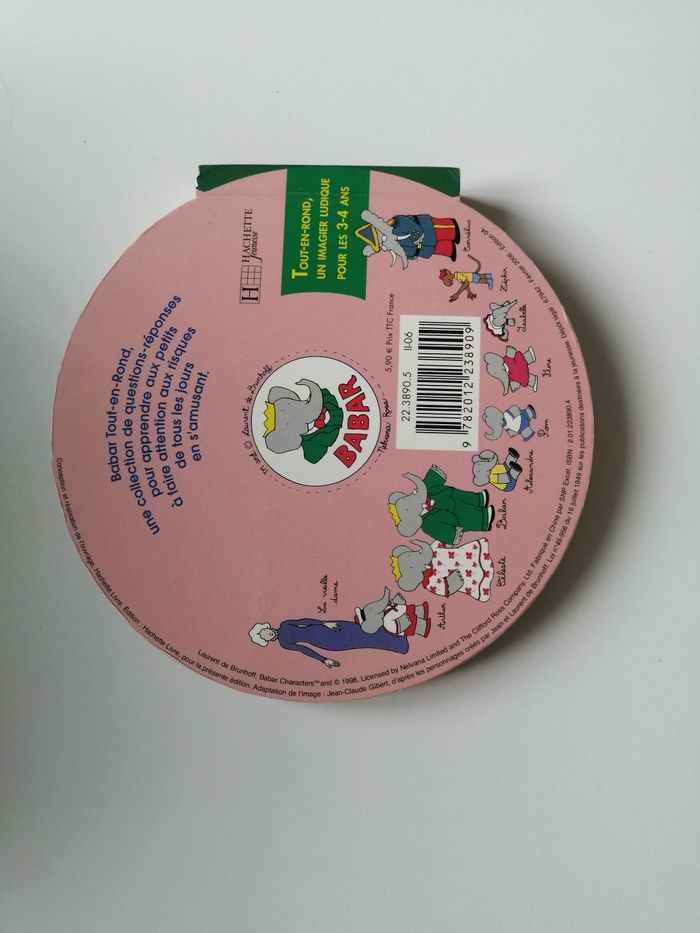 Babar Tout-en-Rond,
une collection de questions-réponses
pour apprendre aux petits
à faire attention aux risques
de tous les jours
en s'amusant.
HACHETTE
Jeunesse
TOUT-EN-ROND,
UN IMAGIER LUDIQUE
POUR LES 3-4 ANS
© Laurent de Brunhoff
BABAR
Nelvana
5,90 € Prix TTC France
22.3890.5 II-06
9 782012 238909
La vieille
dame
Arthur
Céleste
Babar
Alexandre
Pom
Flore
Isabelle
Zéphir
Cornélius
Conception et réalisation de l'ouvrage, Hachette Livre. Édition : Hachette Livre, pour la présente édition. Adaptation de l'image : Jean-Claude Gibert, d'après les personnages créés par Jean et Laurent de Brunhoff. Loi n°49-956 du 16 juillet 1949 sur les publications destinées à la jeunesse. Dépôt légal : 67942 - Février 2006 - Édition 04
Laurent de Brunhoff, Babar Characters™ and © 1998, Licensed by Nelvana Limited and The Clifford Ross Company, Ltd. Fabriqué en Chine par SNP Excel. ISBN : 2.01.223890.4